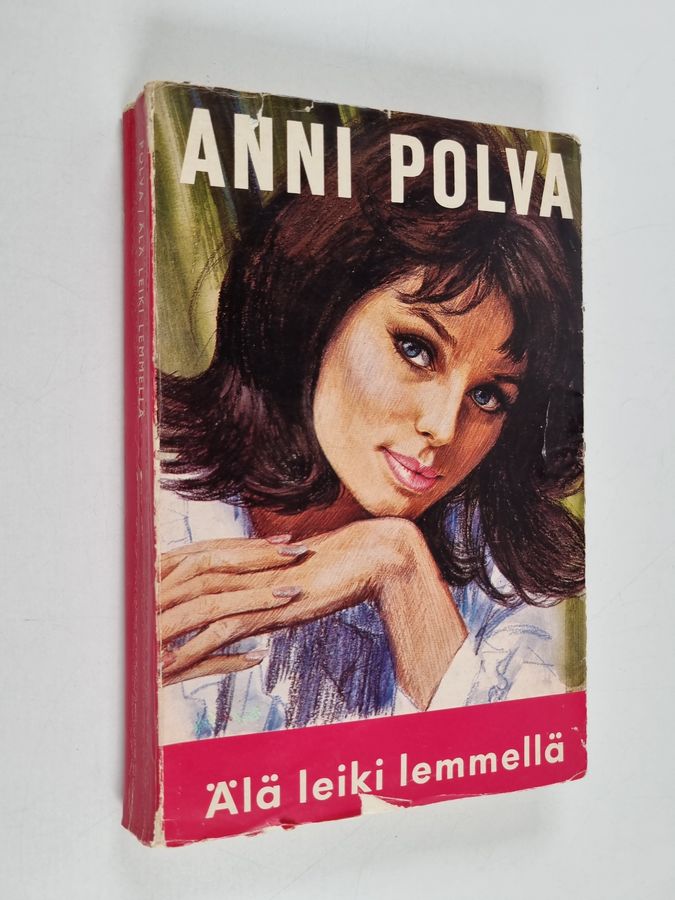 ANNI POLVA
Älä leiki lemmellä
POLVA / ÄLÄ LEIKI LEMMELLÄ